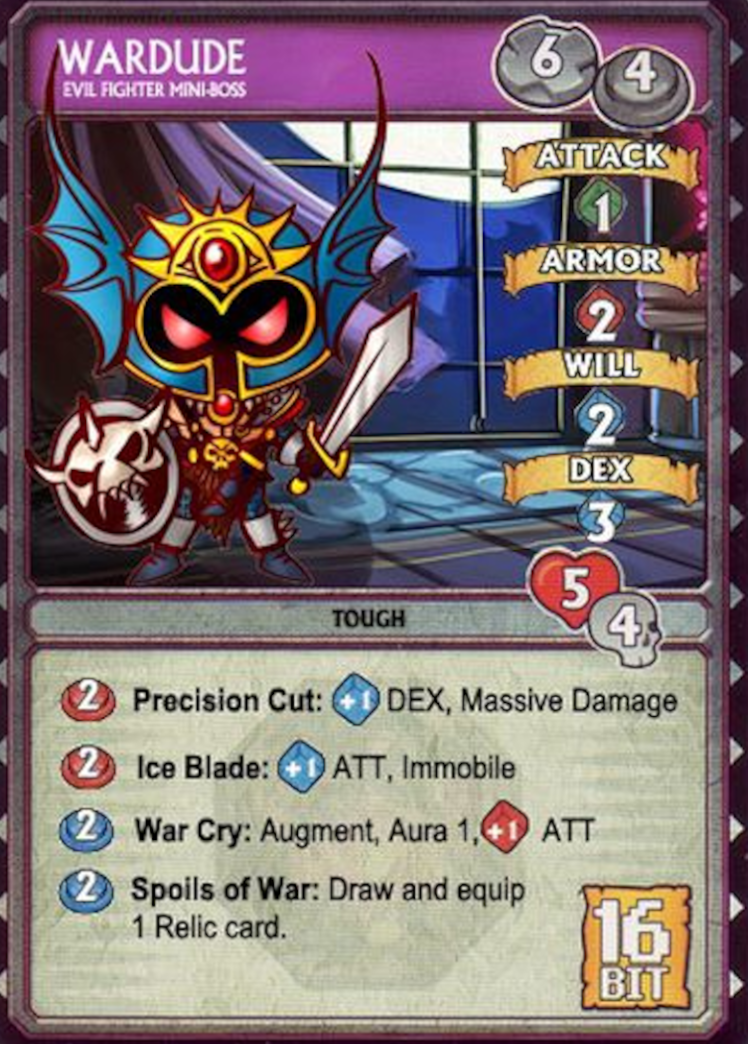 WARDUDE
EVIL FIGHTER MINI-BOSS
6 4
ATTACK
1
ARMOR
2
WILL
2
DEX
3
5
4
TOUGH
2 Precision Cut: +1 DEX, Massive Damage
2 Ice Blade: +1 ATT, Immobile
2 War Cry: Augment, Aura 1, +1 ATT
2 Spoils of War: Draw and equip
1 Relic card.
16
BIT